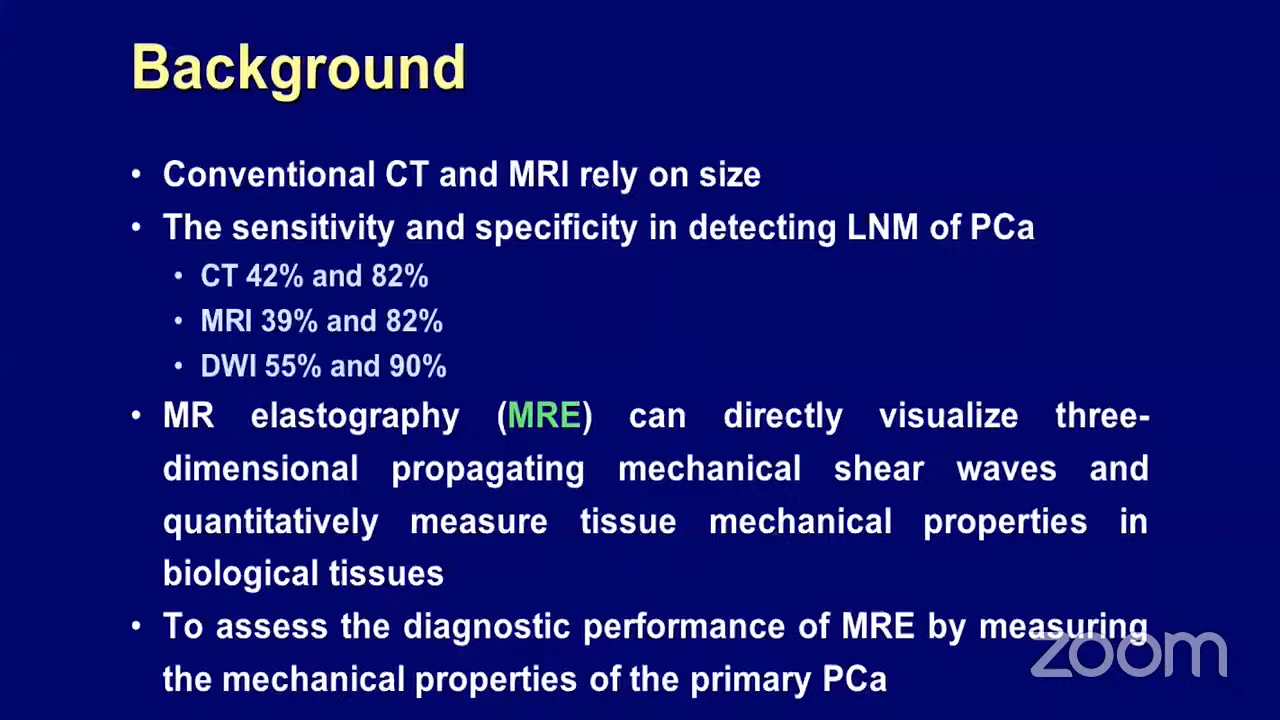 Background
• Conventional CT and MRI rely on size
• The sensitivity and specificity in detecting LNM of PCa
• CT 42% and 82%
• MRI 39% and 82%
• DWI 55% and 90%
• MR elastography (MRE) can directly visualize three-
dimensional propagating mechanical shear waves and
quantitatively measure tissue mechanical properties in
biological tissues
• To assess the diagnostic performance of MRE by measuring
the mechanical properties of the primary PCa
zoom